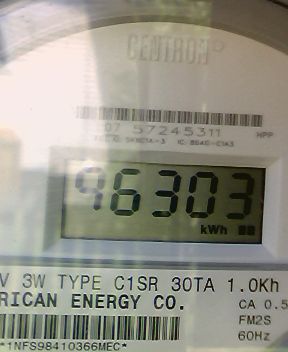 CENTRON
07 57245311 HPP
96303
kWh
V 3W TYPE C1SR 30TA 1.0Kh
RICAN ENERGY CO. CA 0.5
FM2S
*1NFS98410366MEC* 60Hz